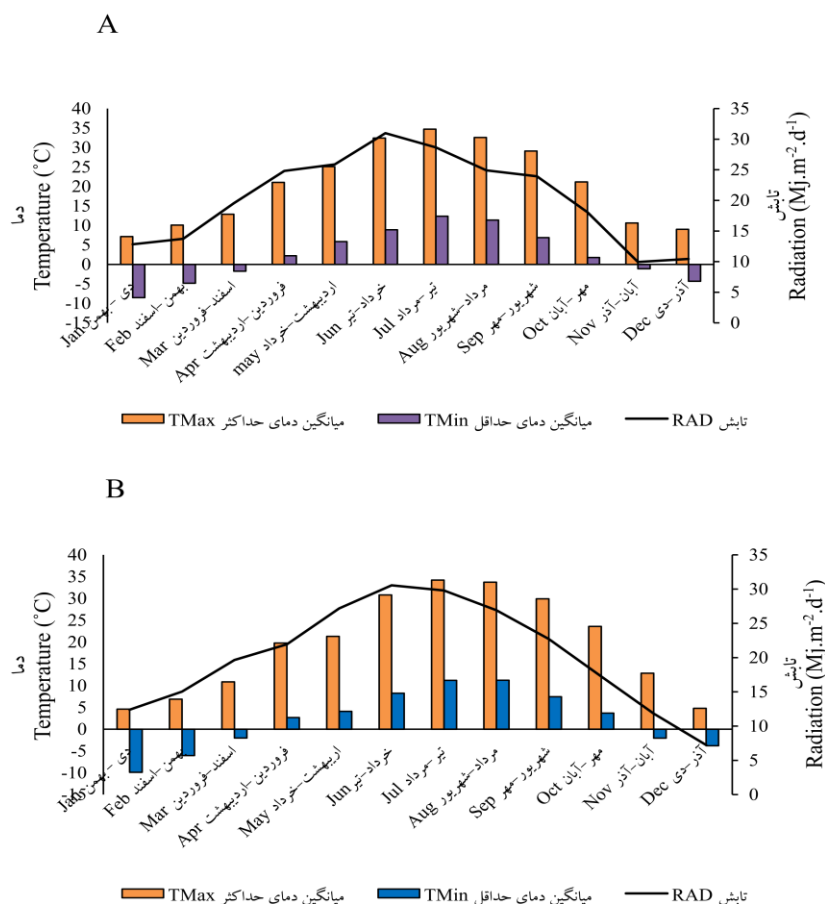 A
دما
Temperature (˚C)
40
35
30
25
20
15
10
5
0
-5
-10
-15
35
30
25
20
15
10
5
0
تابش
Radiation (Mj.m-2.d-1)
Jan دی - بهمن
Feb بهمن-اسفند
Mar اسفند-فروردین
Apr فروردین-اردیبهشت
may اردیبهشت-خرداد
Jun خرداد-تیر
Jul تیر-مرداد
Aug مرداد-شهریور
Sep شهریور-مهر
Oct مهر-آبان
Nov آبان-آذر
Dec آذر-دی
TMax میانگین دمای حداکثر
TMin میانگین دمای حداقل
RAD تابش
B
دما
Temperature (˚C)
40
35
30
25
20
15
10
5
0
-5
-10
-15
35
30
25
20
15
10
5
0
تابش
Radiation (Mj.m-2.d-1)
Jan دی - بهمن
Feb بهمن-اسفند
Mar اسفند-فروردین
Apr فروردین-اردیبهشت
May اریبهشت-خرداد
Jun خرداد-تیر
Jul تیر-مرداد
Aug مرداد-شهریور
Sep شهریور-مهر
Oct مهر-آبان
Nov آبان-آذر
Dec آذر-دی
TMax میانگین دمای حداکثر
TMin میانگین دمای حداقل
RAD تابش